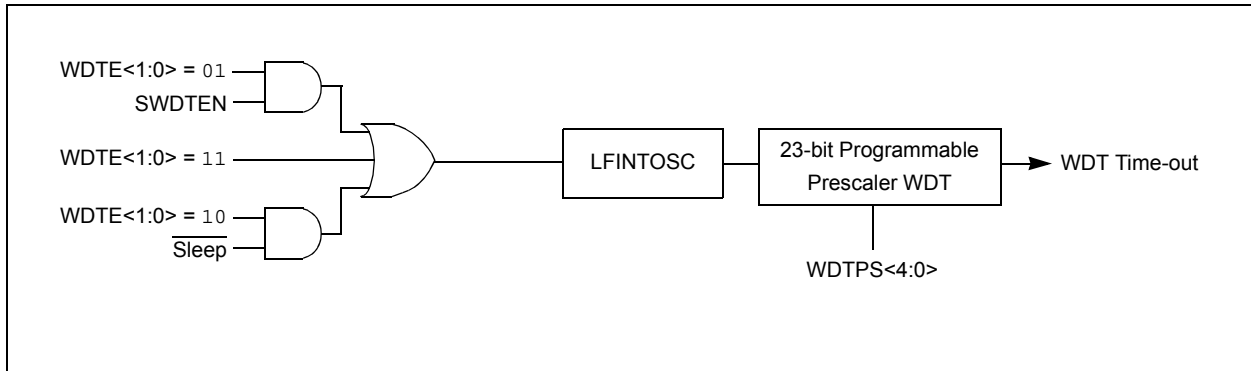 WDTE<1:0> = 01
SWDTEN
WDTE<1:0> = 11
WDTE<1:0> = 10
Sleep
LFINTOSC
23-bit Programmable
Prescaler WDT
WDT Time-out
WDTPS<4:0>